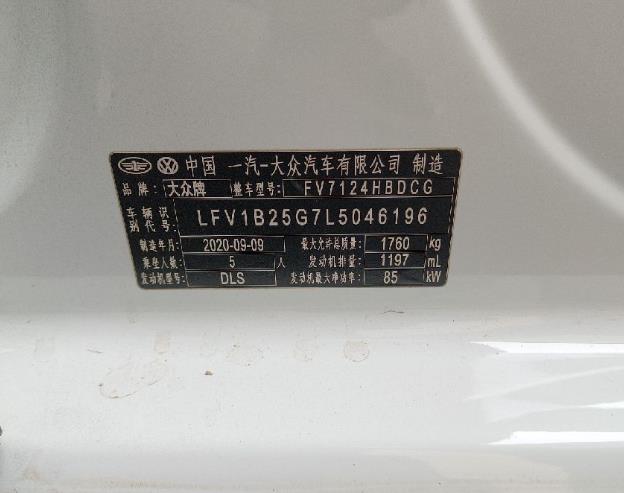 中国 一汽-大众汽车有限公司 制造
品牌: 大众牌 整车型号: FV7124HBDCG
车辆识别代号: LFV1B25G7L5046196
制造年月: 2020-09-09 最大允许总质量: 1760 kg
乘坐人数: 5 人 发动机排量: 1197 mL
发动机型号: DLS 发动机最大净功率: 85 kW